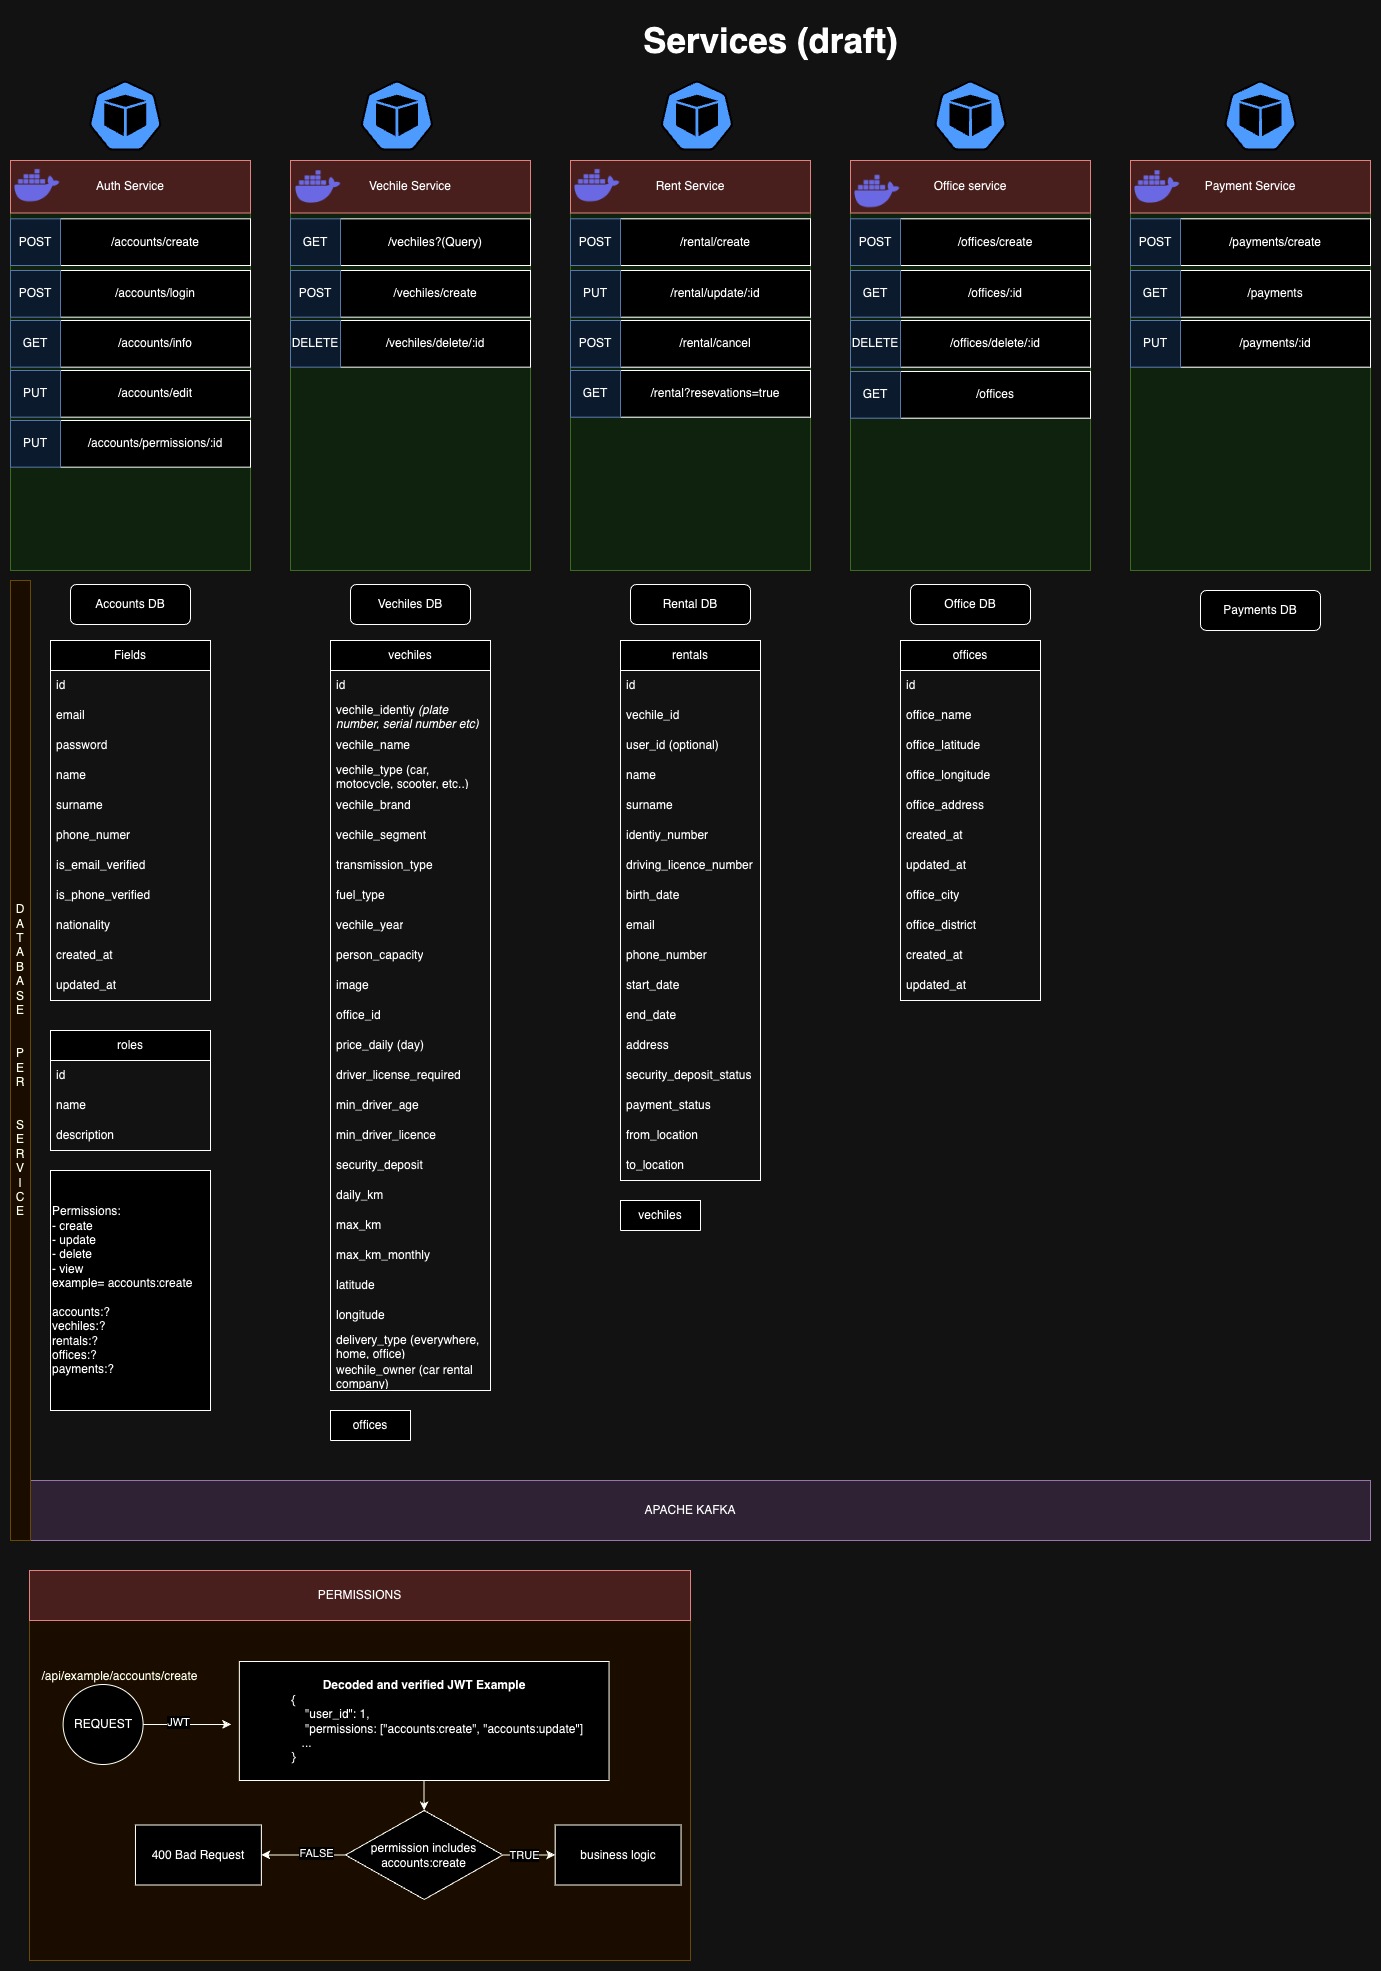 Services (draft)
Auth Service
POST /accounts/create
POST /accounts/login
GET /accounts/info
PUT /accounts/edit
PUT /accounts/permissions/:id
Vechile Service
GET /vechiles?(Query)
POST /vechiles/create
DELETE /vechiles/delete/:id
Rent Service
POST /rental/create
PUT /rental/update/:id
POST /rental/cancel
GET /rental?resevations=true
Office service
POST /offices/create
GET /offices/:id
DELETE /offices/delete/:id
GET /offices
Payment Service
POST /payments/create
GET /payments
PUT /payments/:id
DATABASE PER SERVICE
Accounts DB
Fields
id
email
password
name
surname
phone_numer
is_email_verified
is_phone_verified
nationality
created_at
updated_at
roles
id
name
description
Permissions:
- create
- update
- delete
- view
example= accounts:create
accounts:?
vechiles:?
rentals:?
offices:?
payments:?
Vechiles DB
vechiles
id
vechile_identiy (plate
number, serial number etc)
vechile_name
vechile_type (car,
motocycle, scooter, etc..)
vechile_brand
vechile_segment
transmission_type
fuel_type
vechile_year
person_capacity
image
office_id
price_daily (day)
driver_license_required
min_driver_age
min_driver_licence
security_deposit
daily_km
max_km
max_km_monthly
latitude
longitude
delivery_type (everywhere,
home, office)
wechile_owner (car rental
company)
offices
Rental DB
rentals
id
vechile_id
user_id (optional)
name
surname
identiy_number
driving_licence_number
birth_date
email
phone_number
start_date
end_date
address
security_deposit_status
payment_status
from_location
to_location
vechiles
Office DB
offices
id
office_name
office_latitude
office_longitude
office_address
created_at
updated_at
office_city
office_district
created_at
updated_at
Payments DB
APACHE KAFKA
PERMISSIONS
/api/example/accounts/create
REQUEST
JWT
Decoded and verified JWT Example
{
"user_id": 1,
"permissions: ["accounts:create", "accounts:update"]
...
}
permission includes
accounts:create
FALSE
400 Bad Request
TRUE
business logic